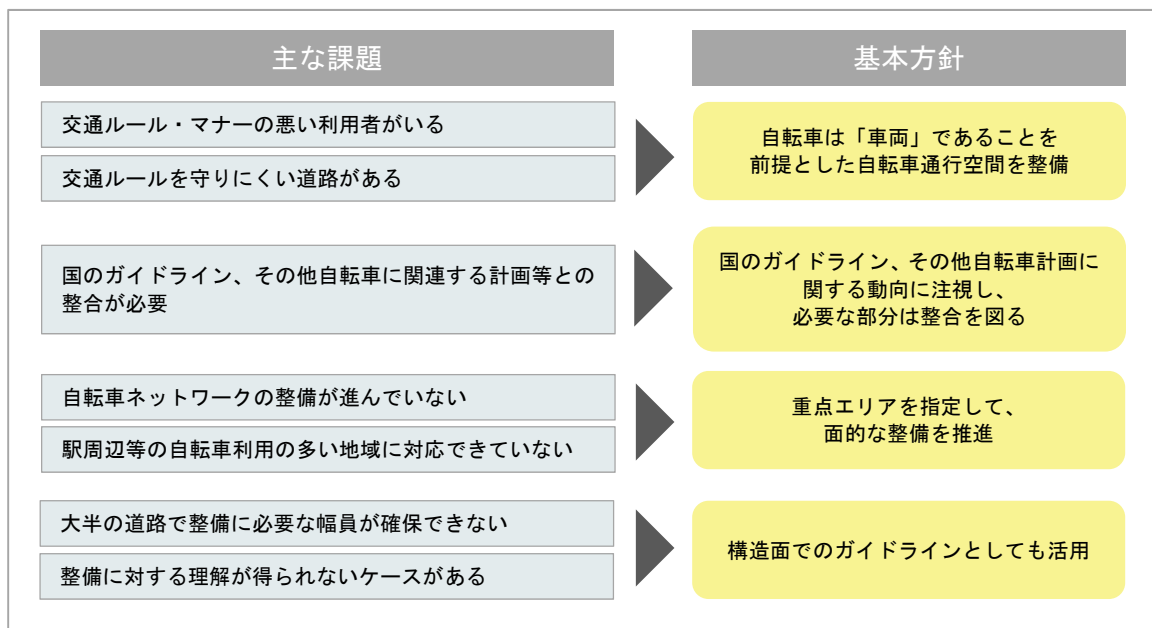 主な課題
基本方針
交通ルール・マナーの悪い利用者がいる
交通ルールを守りにくい道路がある
自転車は「車両」であることを
前提とした自転車通行空間を整備
国のガイドライン、その他自転車に関連する計画等との
整合が必要
国のガイドライン、その他自転車計画に
関する動向に注視し、
必要な部分は整合を図る
自転車ネットワークの整備が進んでいない
駅周辺等の自転車利用の多い地域に対応できていない
重点エリアを指定して、
面的な整備を推進
大半の道路で整備に必要な幅員が確保できない
整備に対する理解が得られないケースがある
構造面でのガイドラインとしても活用